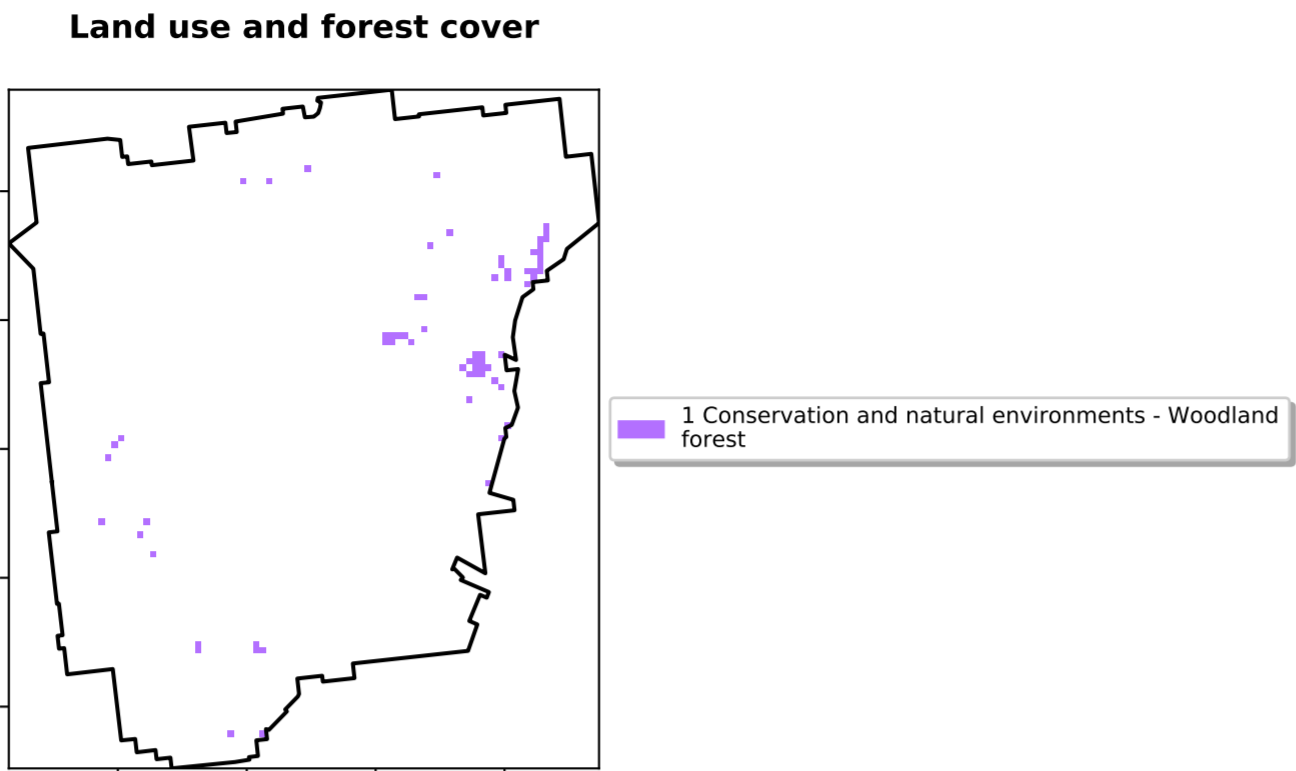 Land use and forest cover
1 Conservation and natural environments - Woodland
forest